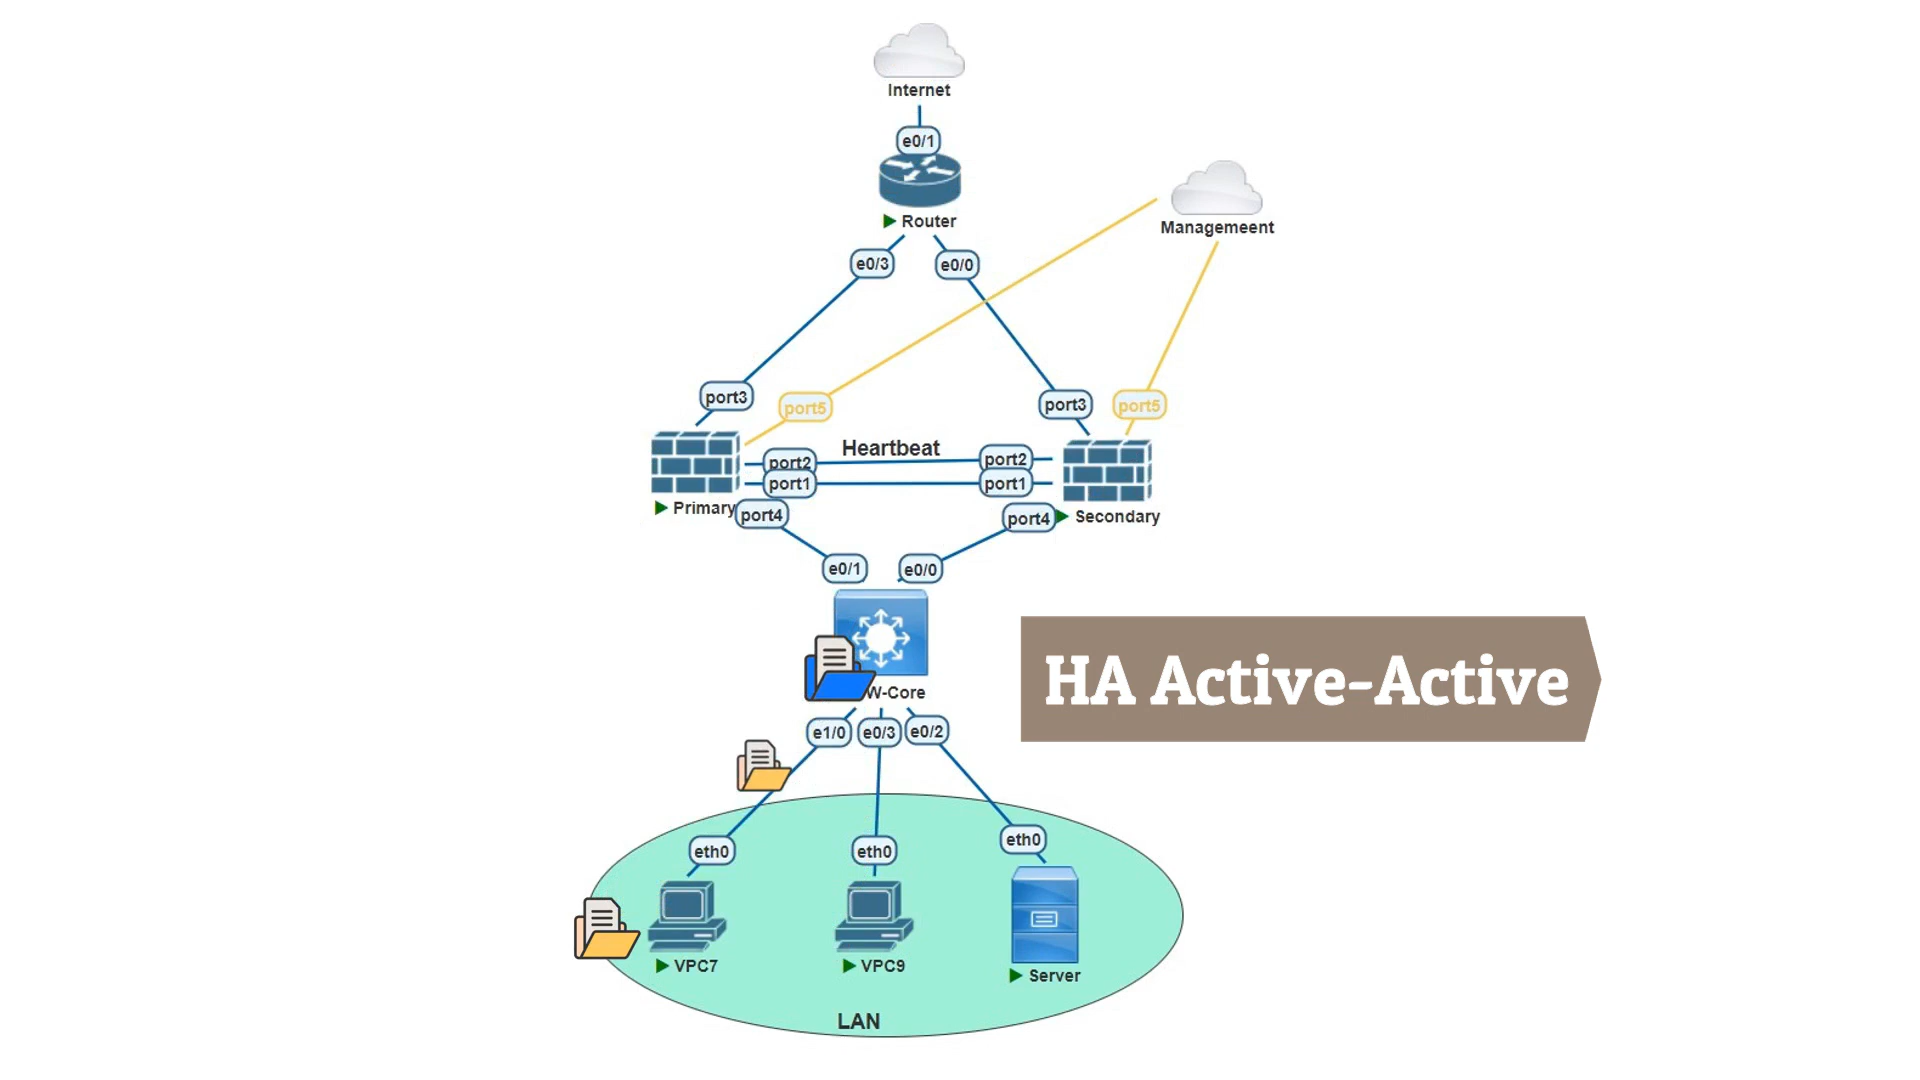 Internet
e0/1
Router
Managemeent
e0/3
e0/0
port3
port5
port3
port5
Heartbeat
port2
port2
port1
port1
Primary
port4
port4
Secondary
e0/1
e0/0
W-Core
HA Active-Active
e1/0
e0/3
e0/2
eth0
eth0
eth0
VPC7
VPC9
Server
LAN